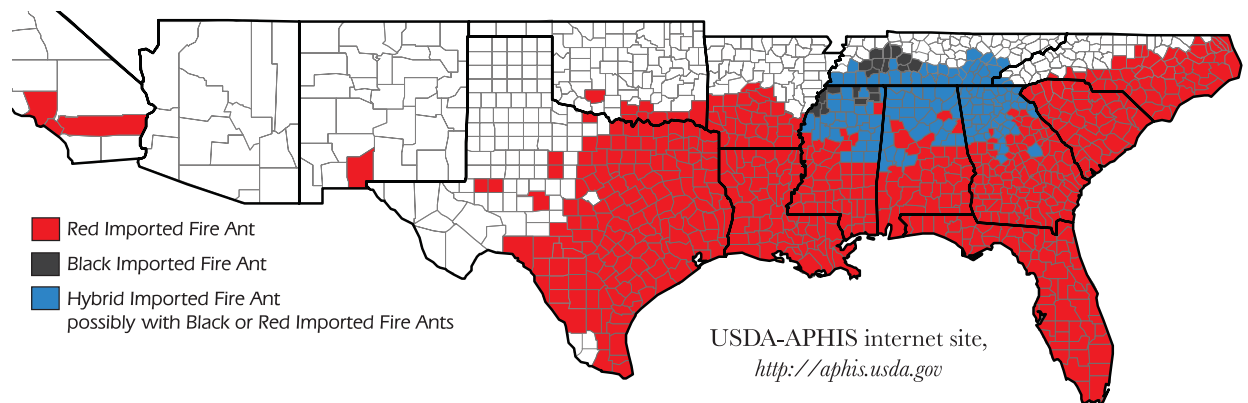 Red Imported Fire Ant
Black Imported Fire Ant
Hybrid Imported Fire Ant
possibly with Black or Red Imported Fire Ants
USDA-APHIS internet site,
http://aphis.usda.gov